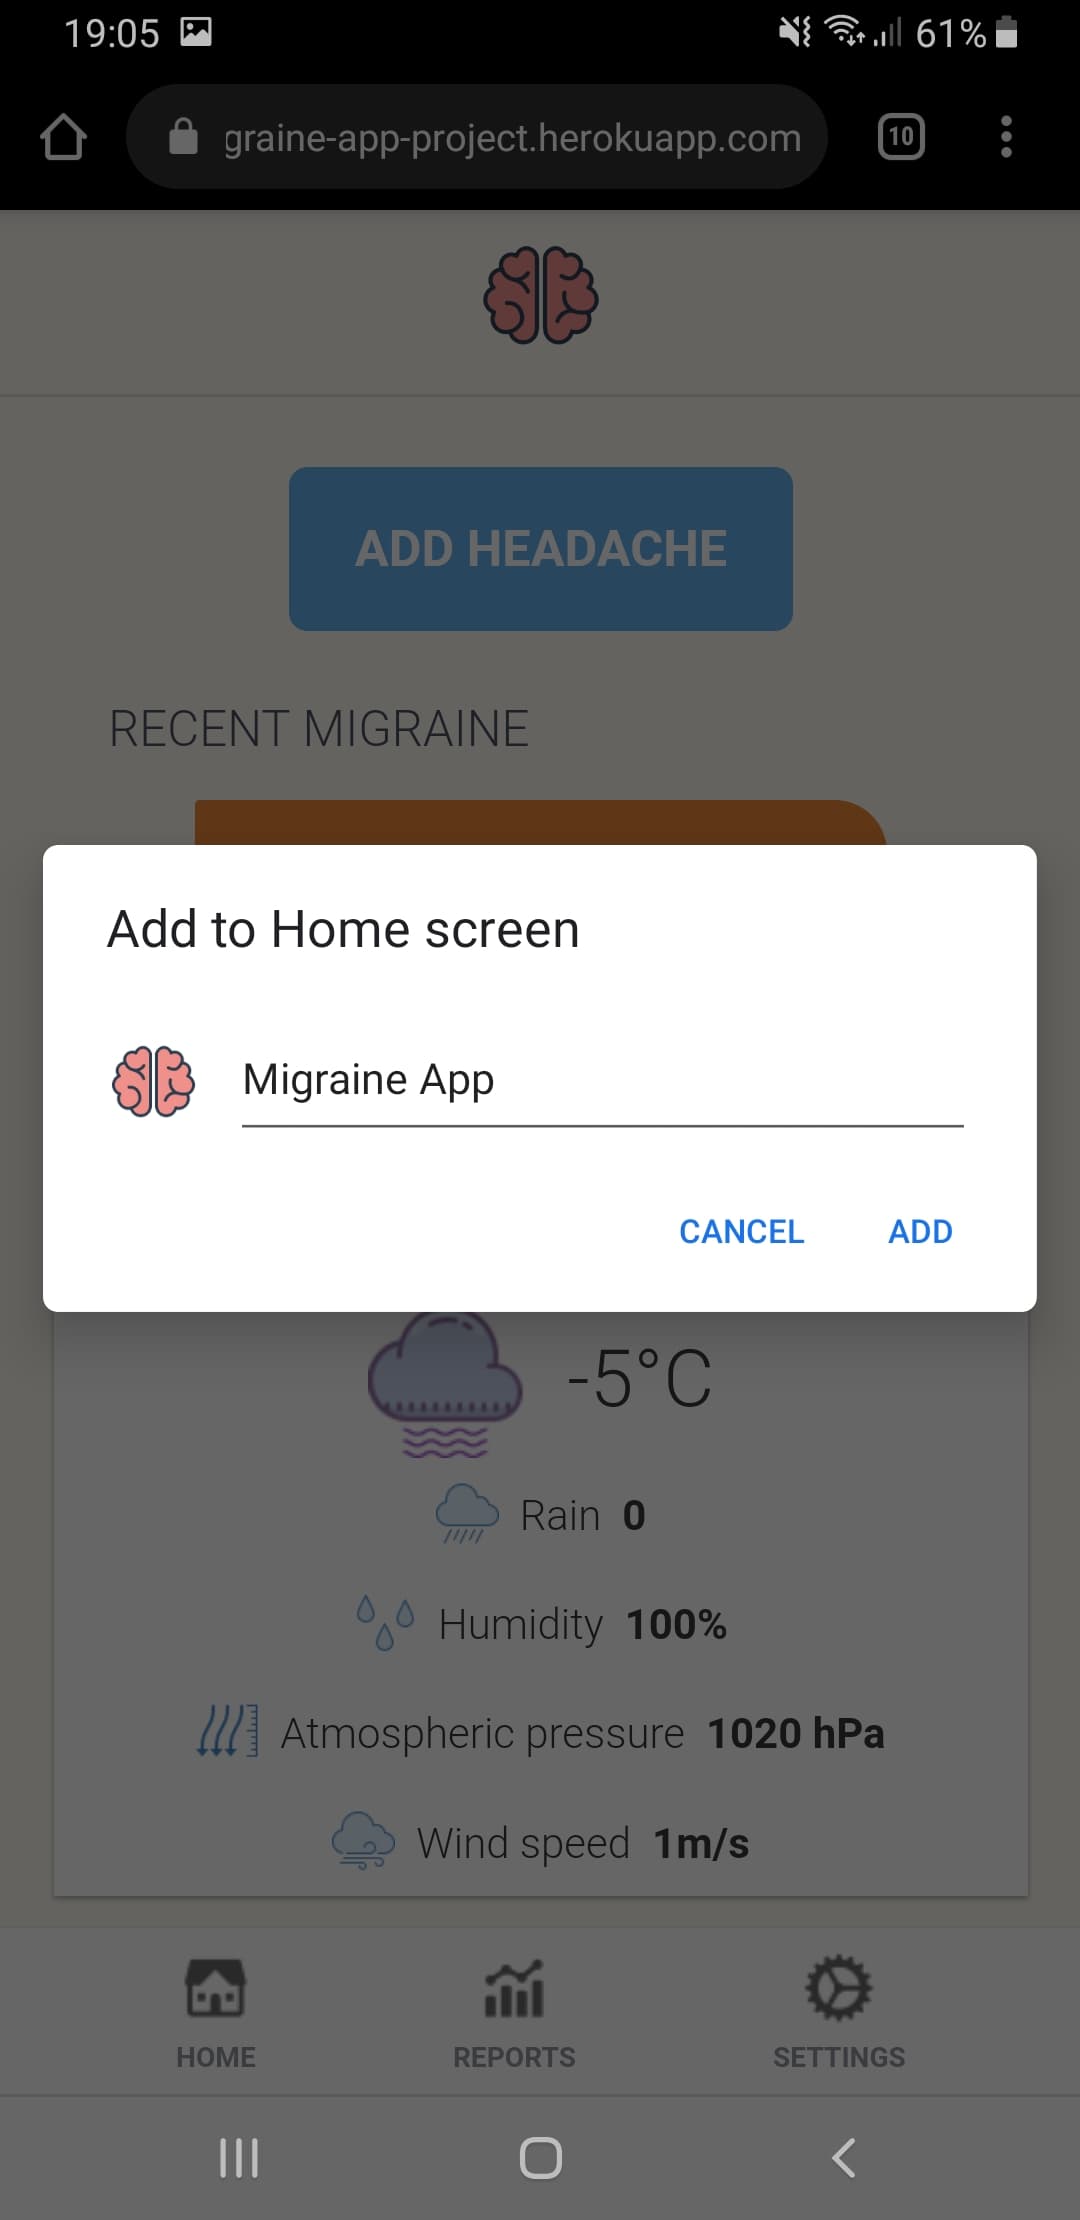 19:05 61%
graine-app-project.herokuapp.com 10
ADD HEADACHE
RECENT MIGRAINE
Add to Home screen
Migraine App
CANCEL ADD
-5°C
Rain 0
Humidity 100%
Atmospheric pressure 1020 hPa
Wind speed 1m/s
HOME REPORTS SETTINGS